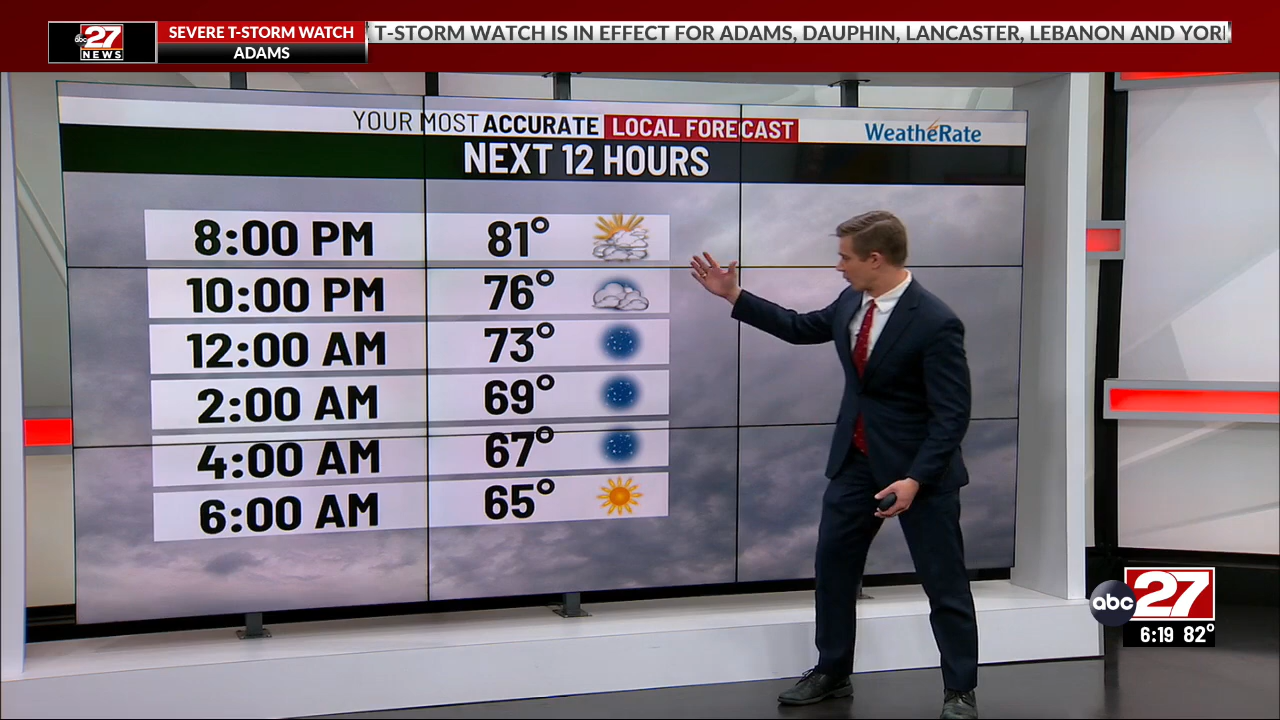 abc 27 NEWS
SEVERE T-STORM WATCH
ADAMS
T-STORM WATCH IS IN EFFECT FOR ADAMS, DAUPHIN, LANCASTER, LEBANON AND YOR
YOUR MOST ACCURATE LOCAL FORECAST
WeatheRate
NEXT 12 HOURS
8:00 PM 81°
10:00 PM 76°
12:00 AM 73°
2:00 AM 69°
4:00 AM 67°
6:00 AM 65°
abc 27
6:19 82°